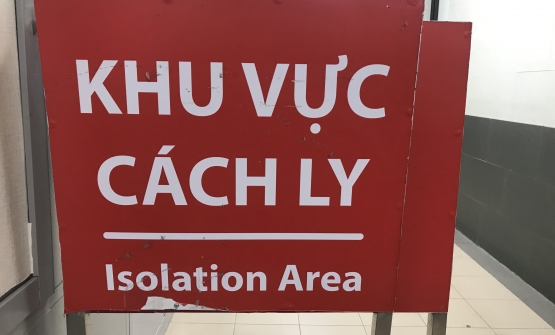 KHU VỰC
CÁCH LY
Isolation Area